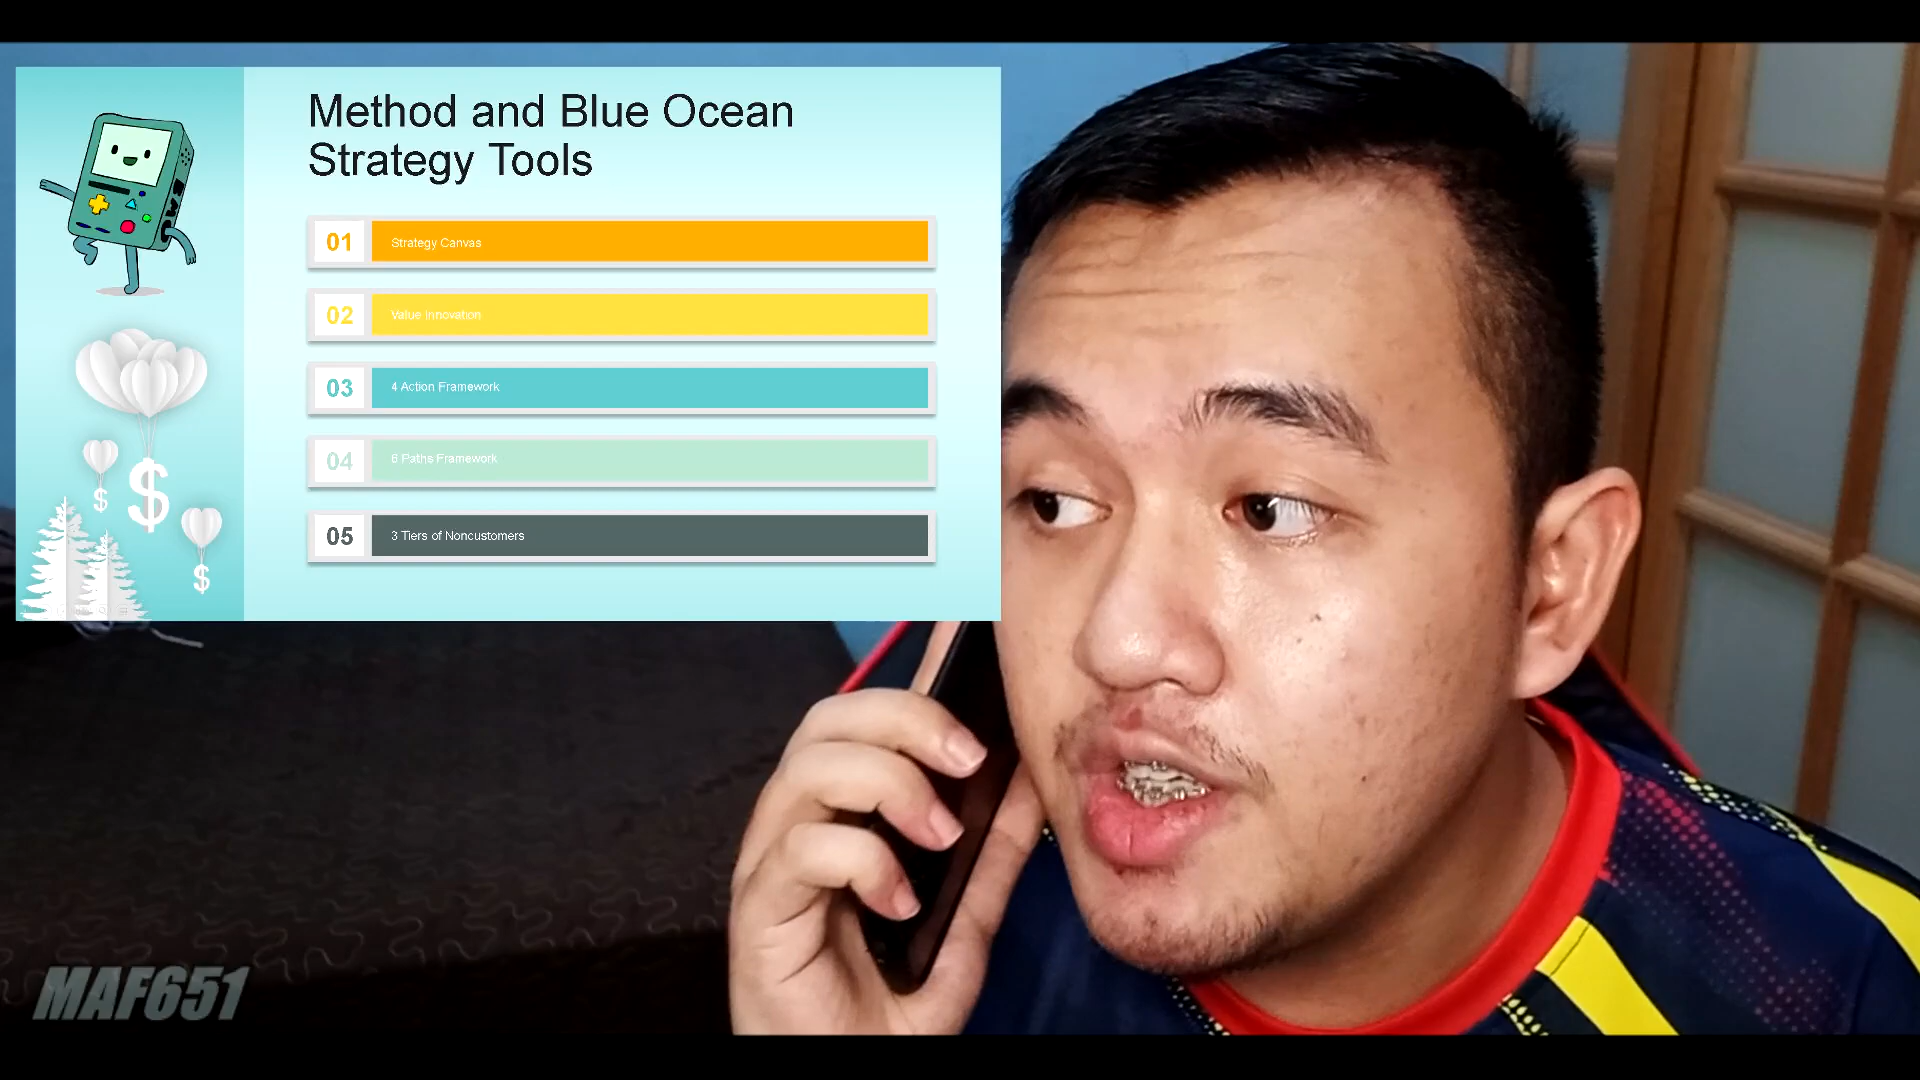 Method and Blue Ocean
Strategy Tools
01 Strategy Canvas
02 Value Innovation
03 4 Action Framework
04 6 Paths Framework
05 3 Tiers of Noncustomers
BMO
$
$
$
MAF651